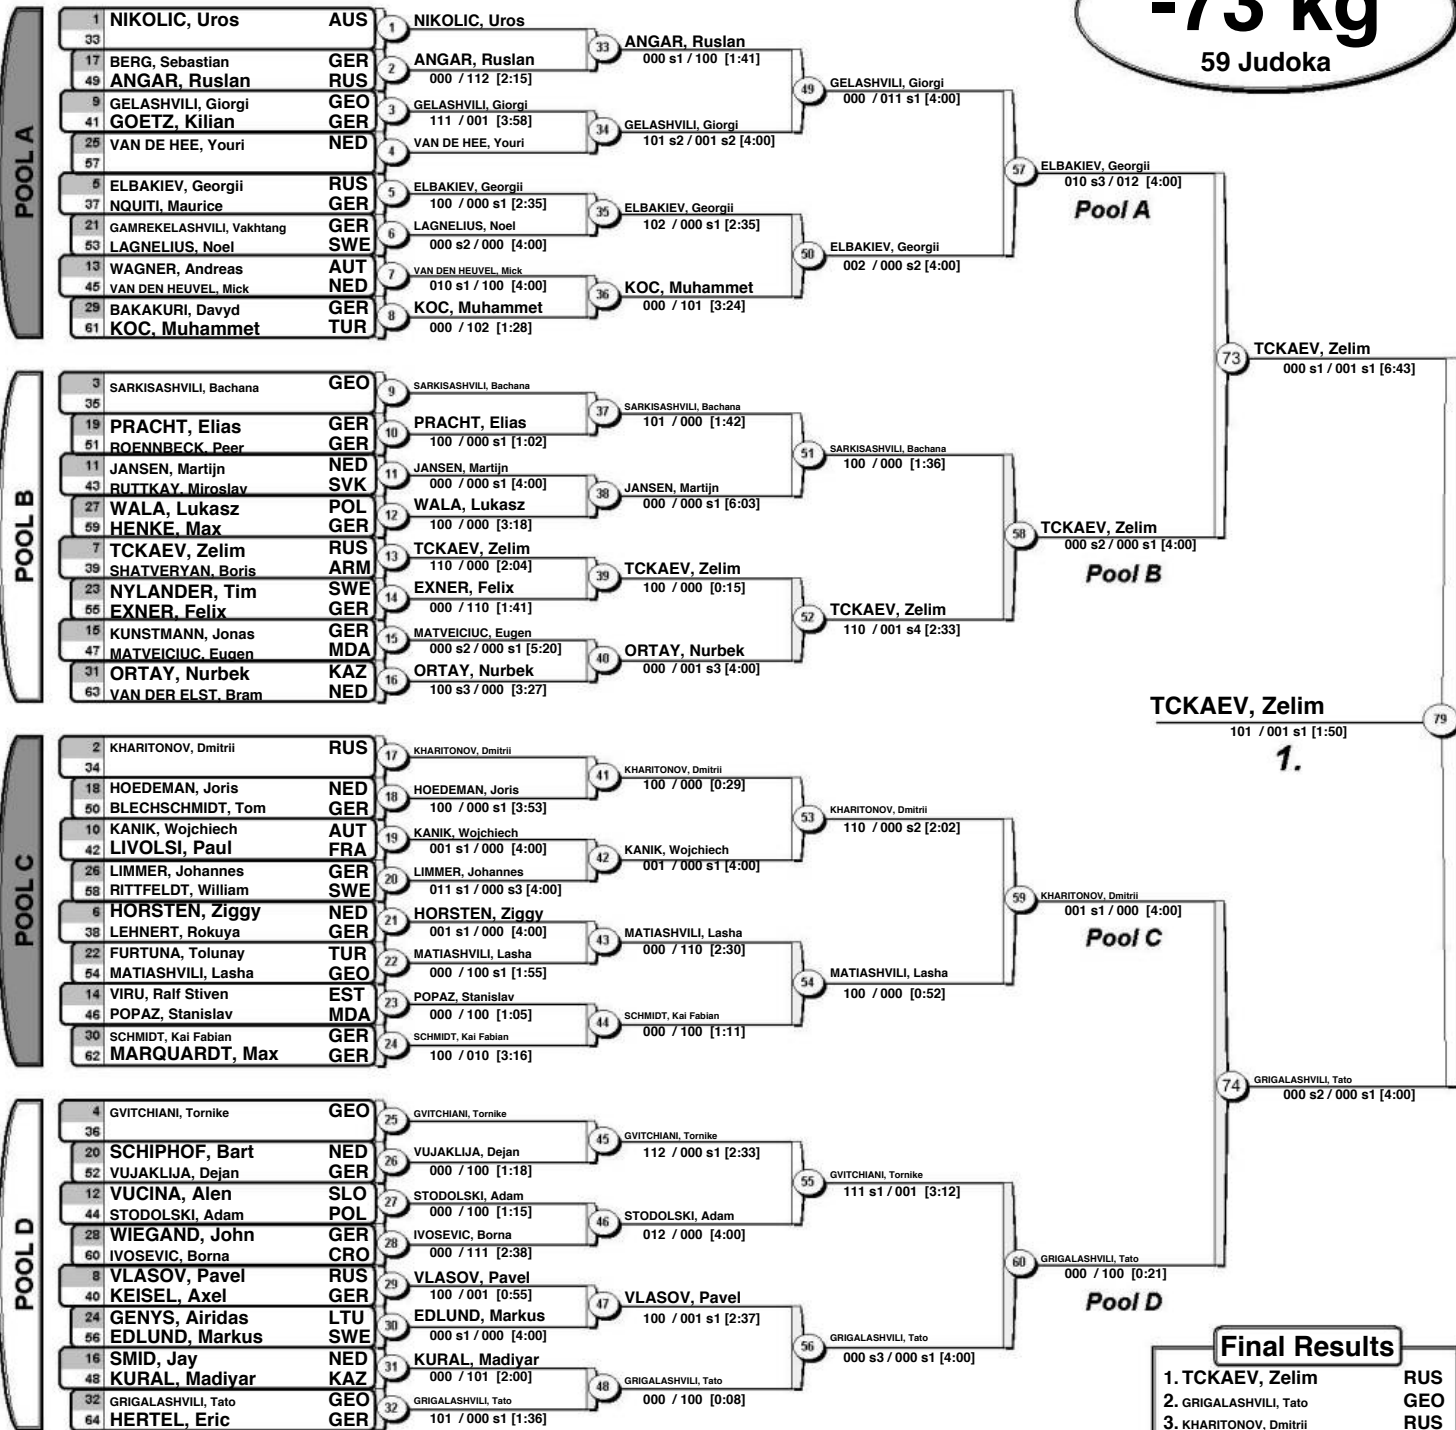 -73 kg
59 Judoka
POOL A
1 NIKOLIC, Uros AUS
33
17 BERG, Sebastian GER
49 ANGAR, Ruslan RUS
9 GELASHVILI, Giorgi GEO
41 GOETZ, Kilian GER
25 VAN DE HEE, Youri NED
57
5 ELBAKIEV, Georgii RUS
37 NQUITI, Maurice GER
21 GAMREKELASHVILI, Vakhtang GER
53 LAGNELIUS, Noel SWE
13 WAGNER, Andreas AUT
45 VAN DEN HEUVEL, Mick NED
29 BAKAKURI, Davyd GER
61 KOC, Muhammet TUR
1 NIKOLIC, Uros
2 ANGAR, Ruslan
000 / 112 [2:15]
3 GELASHVILI, Giorgi
111 / 001 [3:58]
4 VAN DE HEE, Youri
5 ELBAKIEV, Georgii
100 / 000 s1 [2:35]
6 LAGNELIUS, Noel
000 s2 / 000 [4:00]
7 VAN DEN HEUVEL, Mick
010 s1 / 100 [4:00]
8 KOC, Muhammet
000 / 102 [1:28]
33 ANGAR, Ruslan
000 s1 / 100 [1:41]
34 GELASHVILI, Giorgi
101 s2 / 001 s2 [4:00]
35 ELBAKIEV, Georgii
102 / 000 s1 [2:35]
36 KOC, Muhammet
000 / 101 [3:24]
49 GELASHVILI, Giorgi
000 / 011 s1 [4:00]
50 ELBAKIEV, Georgii
002 / 000 s2 [4:00]
57 ELBAKIEV, Georgii
010 s3 / 012 [4:00]
Pool A
POOL B
3 SARKISASHVILI, Bachana GEO
35
19 PRACHT, Elias GER
51 ROENNBECK, Peer GER
11 JANSEN, Martijn NED
43 RUTTKAY, Miroslav SVK
27 WALA, Lukasz POL
59 HENKE, Max GER
7 TCKAEV, Zelim RUS
39 SHATVERYAN, Boris ARM
23 NYLANDER, Tim SWE
55 EXNER, Felix GER
15 KUNSTMANN, Jonas GER
47 MATVEICIUC, Eugen MDA
31 ORTAY, Nurbek KAZ
63 VAN DER ELST, Bram NED
9 SARKISASHVILI, Bachana
10 PRACHT, Elias
100 / 000 s1 [1:02]
11 JANSEN, Martijn
000 / 000 s1 [4:00]
12 WALA, Lukasz
100 / 000 [3:18]
13 TCKAEV, Zelim
110 / 000 [2:04]
14 EXNER, Felix
000 / 110 [1:41]
15 MATVEICIUC, Eugen
000 s2 / 000 s1 [5:20]
16 ORTAY, Nurbek
100 s3 / 000 [3:27]
37 SARKISASHVILI, Bachana
101 / 000 [1:42]
38 JANSEN, Martijn
000 / 000 s1 [6:03]
39 TCKAEV, Zelim
100 / 000 [0:15]
40 ORTAY, Nurbek
000 / 001 s3 [4:00]
51 SARKISASHVILI, Bachana
100 / 000 [1:36]
52 TCKAEV, Zelim
110 / 001 s4 [2:33]
58 TCKAEV, Zelim
000 s2 / 000 s1 [4:00]
Pool B
73 TCKAEV, Zelim
000 s1 / 001 s1 [6:43]
TCKAEV, Zelim 79
101 / 001 s1 [1:50]
1.
POOL C
2 KHARITONOV, Dmitrii RUS
34
18 HOEDEMAN, Joris NED
50 BLECHSCHMIDT, Tom GER
10 KANIK, Wojchiech AUT
42 LIVOLSI, Paul FRA
26 LIMMER, Johannes GER
58 RITTFELDT, William SWE
6 HORSTEN, Ziggy NED
38 LEHNERT, Rokuya GER
22 FURTUNA, Tolunay TUR
54 MATIASHVILI, Lasha GEO
14 VIRU, Ralf Stiven EST
46 POPAZ, Stanislav MDA
30 SCHMIDT, Kai Fabian GER
62 MARQUARDT, Max GER
17 KHARITONOV, Dmitrii
18 HOEDEMAN, Joris
100 / 000 s1 [3:53]
19 KANIK, Wojchiech
001 s1 / 000 [4:00]
20 LIMMER, Johannes
011 s1 / 000 s3 [4:00]
21 HORSTEN, Ziggy
001 s1 / 000 [4:00]
22 MATIASHVILI, Lasha
000 / 100 s1 [1:55]
23 POPAZ, Stanislav
000 / 100 [1:05]
24 SCHMIDT, Kai Fabian
100 / 010 [3:16]
41 KHARITONOV, Dmitrii
100 / 000 [0:29]
42 KANIK, Wojchiech
001 / 000 s1 [4:00]
43 MATIASHVILI, Lasha
000 / 110 [2:30]
44 SCHMIDT, Kai Fabian
000 / 100 [1:11]
53 KHARITONOV, Dmitrii
110 / 000 s2 [2:02]
54 MATIASHVILI, Lasha
100 / 000 [0:52]
59 KHARITONOV, Dmitrii
001 s1 / 000 [4:00]
Pool C
74 GRIGALASHVILI, Tato
000 s2 / 000 s1 [4:00]
POOL D
4 GVITCHIANI, Tornike GEO
36
20 SCHIPHOF, Bart NED
52 VUJAKLIJA, Dejan GER
12 VUCINA, Alen SLO
44 STODOLSKI, Adam POL
28 WIEGAND, John GER
60 IVOSEVIC, Borna CRO
8 VLASOV, Pavel RUS
40 KEISEL, Axel GER
24 GENYS, Airidas LTU
56 EDLUND, Markus SWE
16 SMID, Jay NED
48 KURAL, Madiyar KAZ
32 GRIGALASHVILI, Tato GEO
64 HERTEL, Eric GER
25 GVITCHIANI, Tornike
26 VUJAKLIJA, Dejan
000 / 100 [1:18]
27 STODOLSKI, Adam
000 / 100 [1:15]
28 IVOSEVIC, Borna
000 / 111 [2:38]
29 VLASOV, Pavel
100 / 001 [0:55]
30 EDLUND, Markus
000 s1 / 000 [4:00]
31 KURAL, Madiyar
000 / 101 [2:00]
32 GRIGALASHVILI, Tato
101 / 000 s1 [1:36]
45 GVITCHIANI, Tornike
112 / 000 s1 [2:33]
46 STODOLSKI, Adam
012 / 000 [4:00]
47 VLASOV, Pavel
100 / 001 s1 [2:37]
48 GRIGALASHVILI, Tato
000 / 100 [0:08]
55 GVITCHIANI, Tornike
111 s1 / 001 [3:12]
56 GRIGALASHVILI, Tato
000 s3 / 000 s1 [4:00]
60 GRIGALASHVILI, Tato
000 / 100 [0:21]
Pool D
Final Results
1. TCKAEV, Zelim RUS
2. GRIGALASHVILI, Tato GEO
3. KHARITONOV, Dmitrii RUS